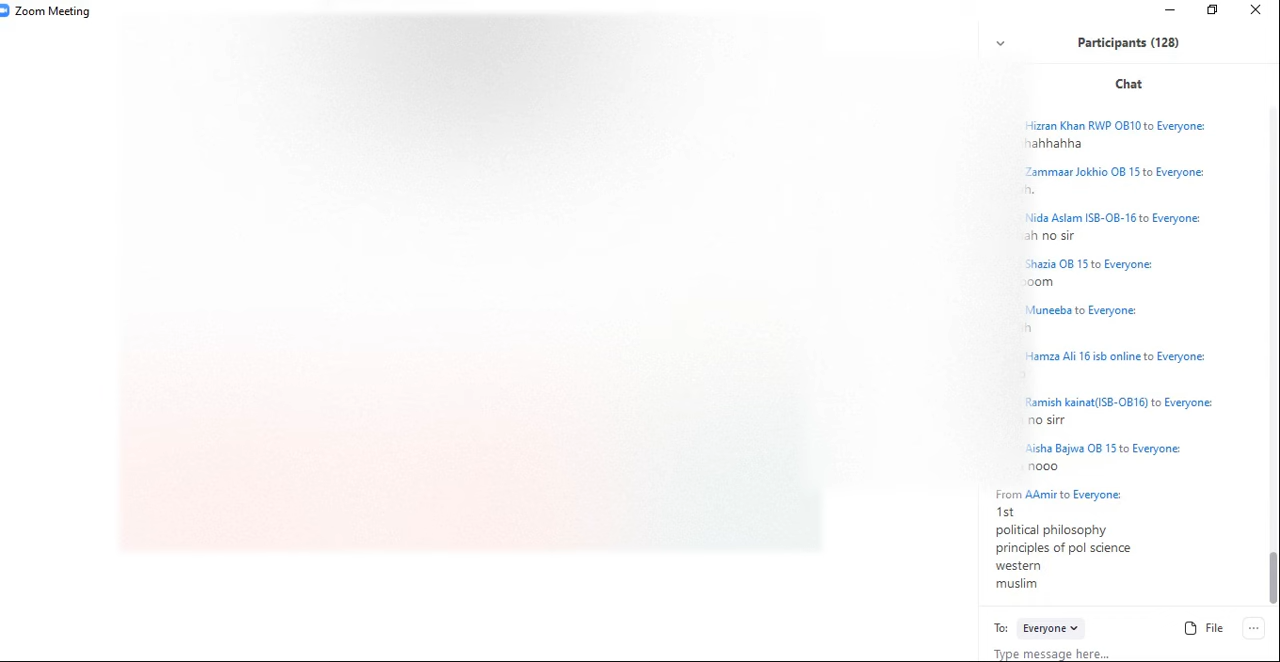 Zoom Meeting
Participants (128)
Chat
Hizran Khan RWP OB10 to Everyone:
hahhahha
Zammaar Jokhio OB 15 to Everyone:
Nida Aslam ISB-OB-16 to Everyone:
no sir
Shazia OB 15 to Everyone:
Muneeba to Everyone:
Hamza Ali 16 isb online to Everyone:
Ramish kainat(ISB-OB16) to Everyone:
no sirr
Aisha Bajwa OB 15 to Everyone:
nooo
From AAmir to Everyone:
1st
political philosophy
principles of pol science
western
muslim
To: Everyone File ...
Type message here...